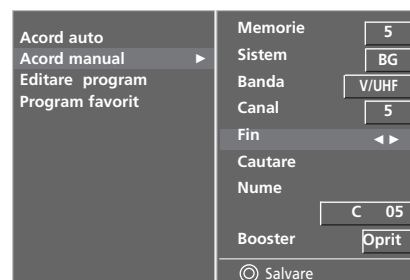 Acord auto
Acord manual ►
Editare program
Program favorit
Memorie 5
Sistem BG
Banda V/UHF
Canal 5
Fin ◄►
Cautare
Nume
C 05
Booster Oprit
Salvare